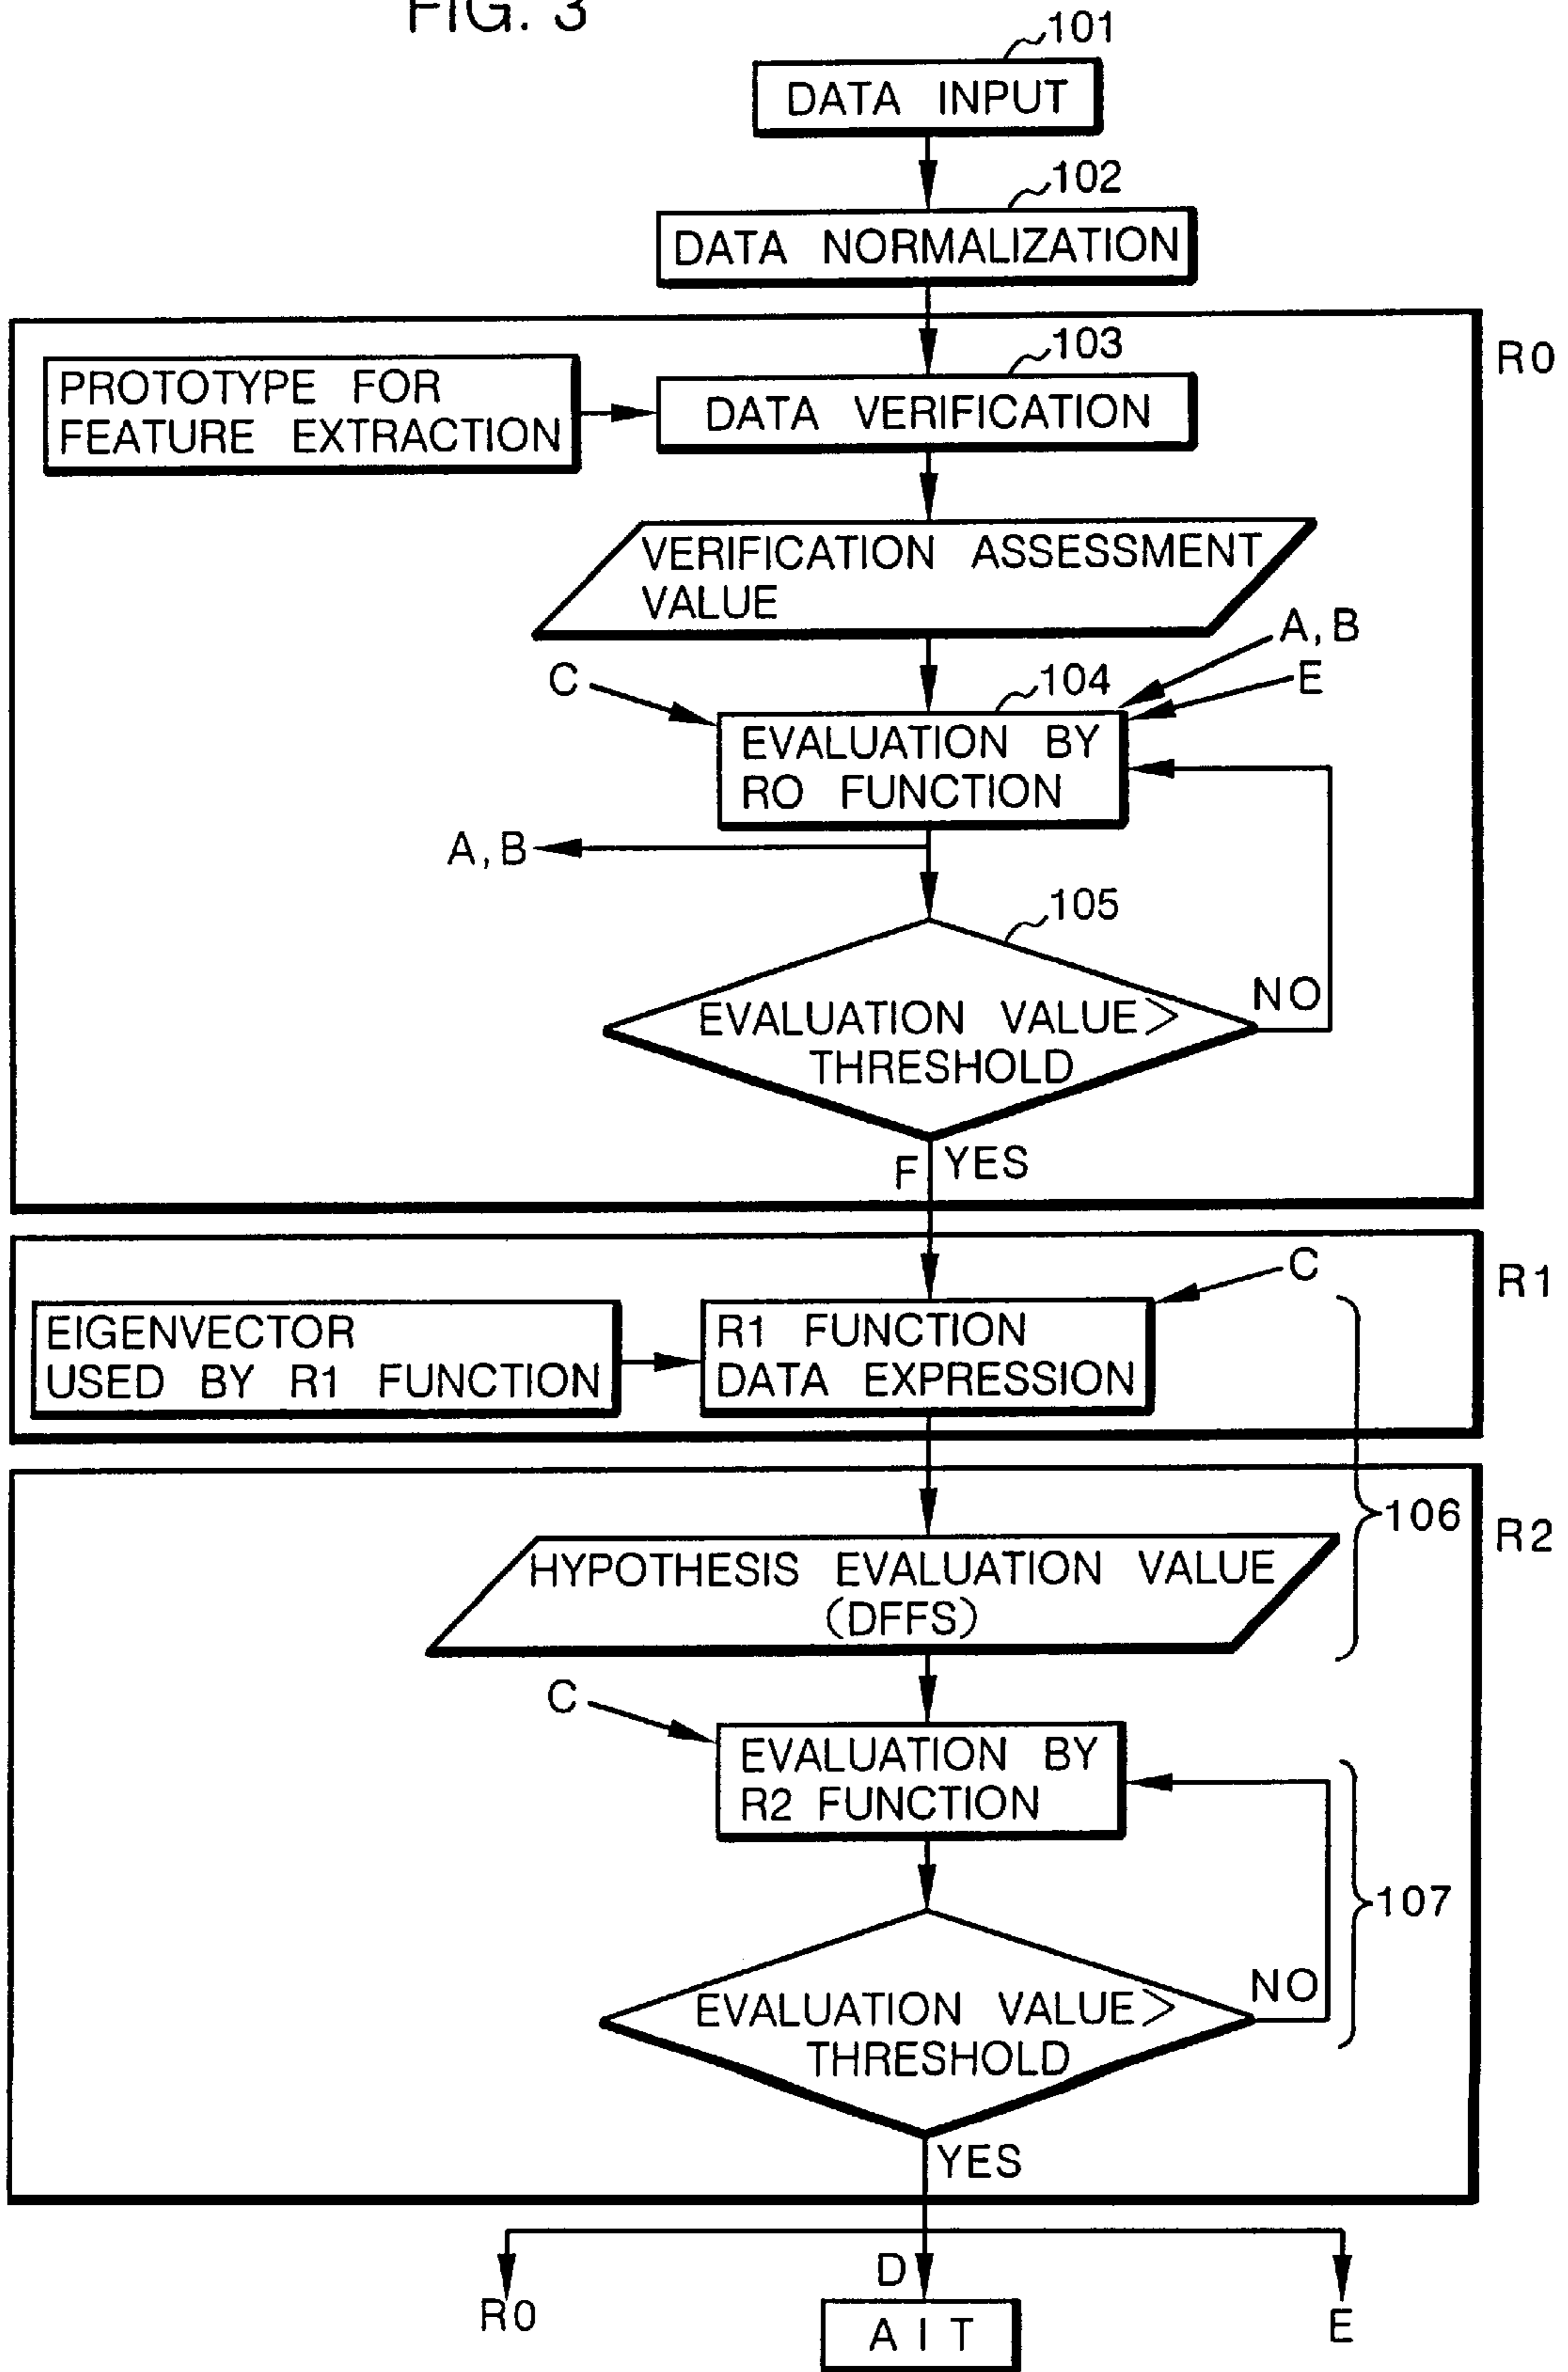 FIG. 3
101
DATA INPUT
102
DATA NORMALIZATION
R0
PROTOTYPE FOR
FEATURE EXTRACTION
103
DATA VERIFICATION
VERIFICATION ASSESSMENT
VALUE
A, B
C
104
E
EVALUATION BY
RO FUNCTION
A, B
105
EVALUATION VALUE>
THRESHOLD
NO
F
YES
R1
C
EIGENVECTOR
USED BY R1 FUNCTION
R1 FUNCTION
DATA EXPRESSION
106
R2
HYPOTHESIS EVALUATION VALUE
(DFFS)
C
EVALUATION BY
R2 FUNCTION
107
EVALUATION VALUE>
THRESHOLD
NO
YES
R0
D
E
AIT